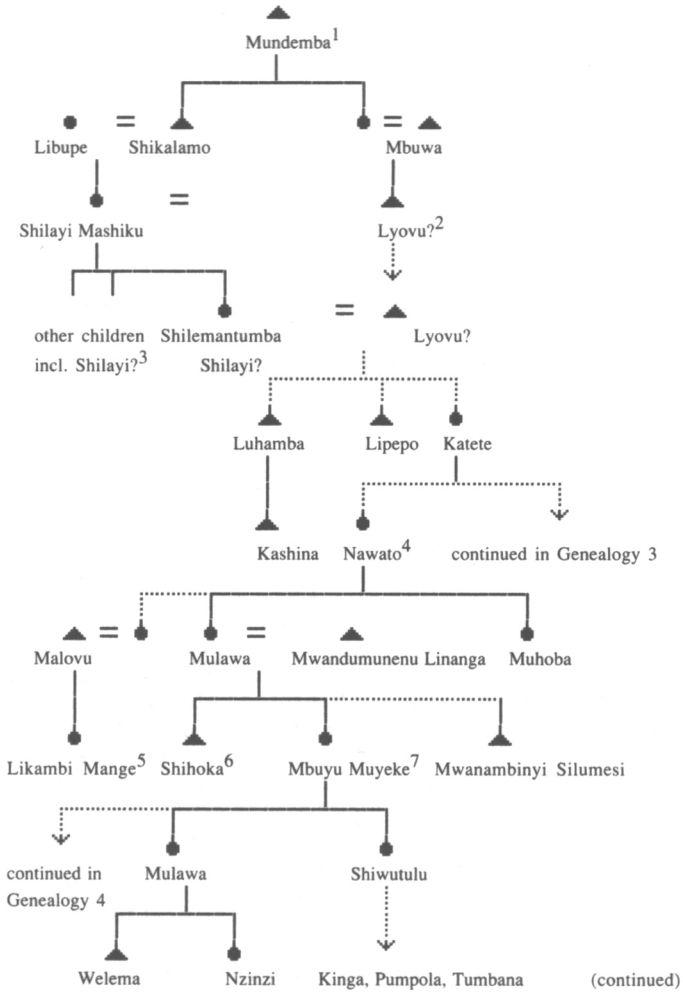 Mundemba1
= =
Libupe Shikalamo Mbuwa
=
Shilayi Mashiku Lyovu?2
=
other children Shilemantumba Lyovu?
incl. Shilayi?3 Shilayi?
Luhamba Lipepo Katete
Kashina Nawato4 continued in Genealogy 3
= =
Malovu Mulawa Mwandumunenu Linanga Muhoba
Likambi Mange5 Shihoka6 Mbuyu Muyeke7 Mwanambinyi Silumesi
continued in Mulawa Shiwutulu
Genealogy 4
Welema Nzinzi Kinga, Pumpola, Tumbana (continued)